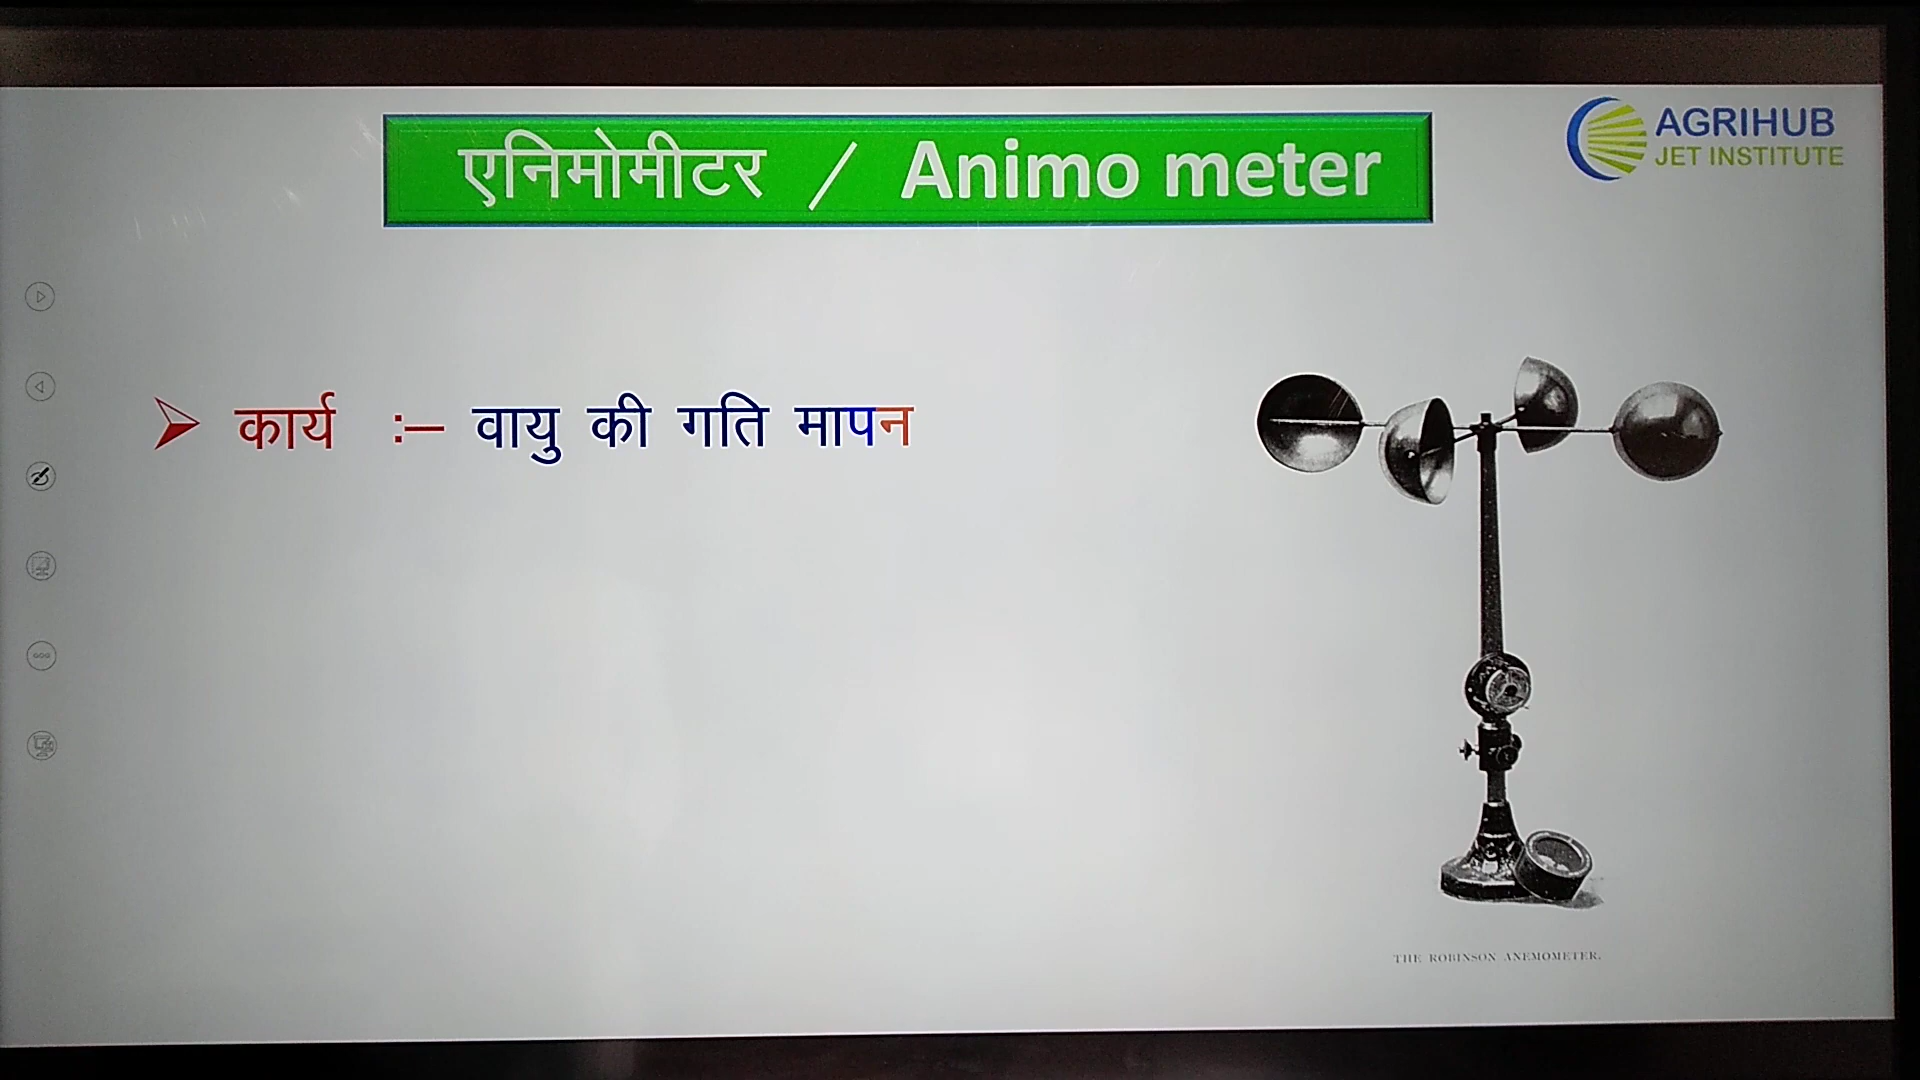 एनिमोमीटर / Animo meter
AGRIHUB
JET INSTITUTE
➢ कार्य :– वायु की गति मापन
THE ROBINSON ANEMOMETER.